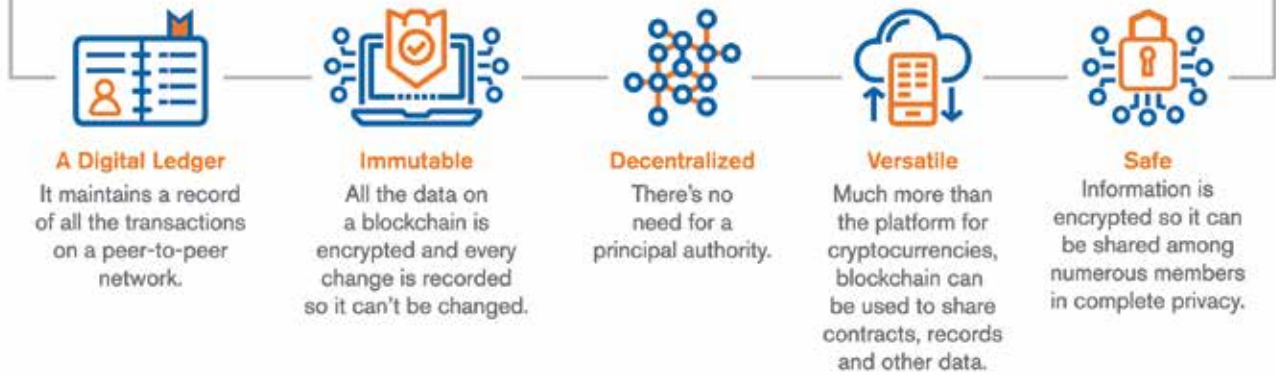 A Digital Ledger
It maintains a record
of all the transactions
on a peer-to-peer
network.
Immutable
All the data on
a blockchain is
encrypted and every
change is recorded
so it can't be changed.
Decentralized
There's no
need for a
principal authority.
Versatile
Much more than
the platform for
cryptocurrencies,
blockchain can
be used to share
contracts, records
and other data.
Safe
Information is
encrypted so it can
be shared among
numerous members
in complete privacy.